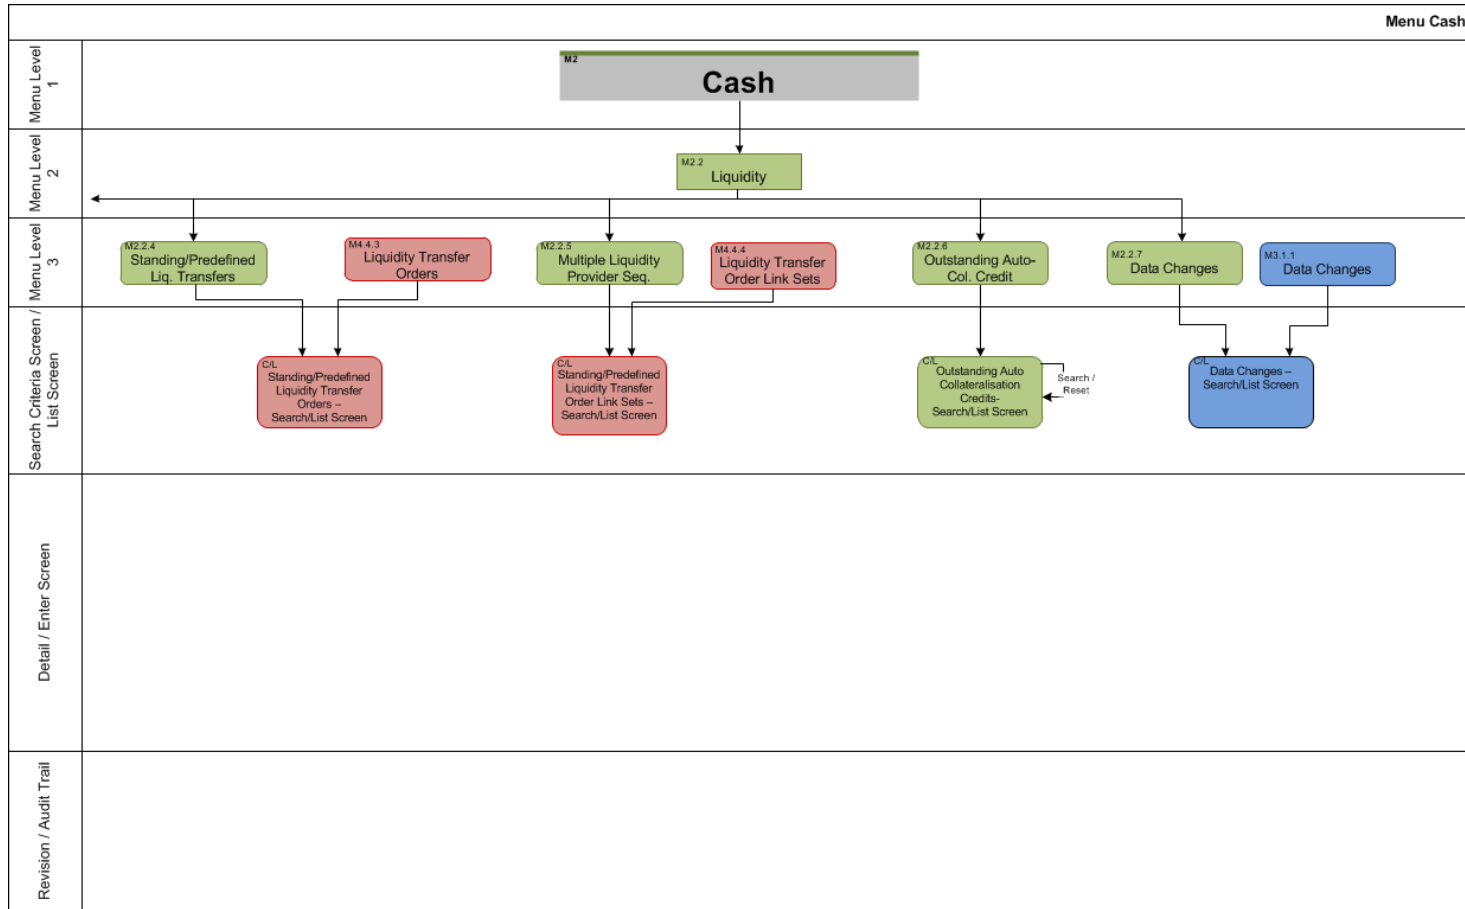 Menu Cash
Menu Level
1
M2
Cash
Menu Level
2
M2.2
Liquidity
Menu Level
3
M2.2.4
Standing/Predefined
Liq. Transfers
M4.4.3
Liquidity Transfer
Orders
M2.2.5
Multiple Liquidity
Provider Seq.
M4.4.4
Liquidity Transfer
Order Link Sets
M2.2.6
Outstanding Auto-
Col. Credit
M2.2.7
Data Changes
M3.1.1
Data Changes
Search Criteria Screen /
List Screen
C/L
Standing/Predefined
Liquidity Transfer
Orders –
Search/List Screen
C/L
Standing/Predefined
Liquidity Transfer
Order Link Sets –
Search/List Screen
C/L
Outstanding Auto
Collateralisation
Credits-
Search/List Screen
Search /
Reset
C/L
Data Changes –
Search/List Screen
Detail / Enter Screen
Revision / Audit Trail